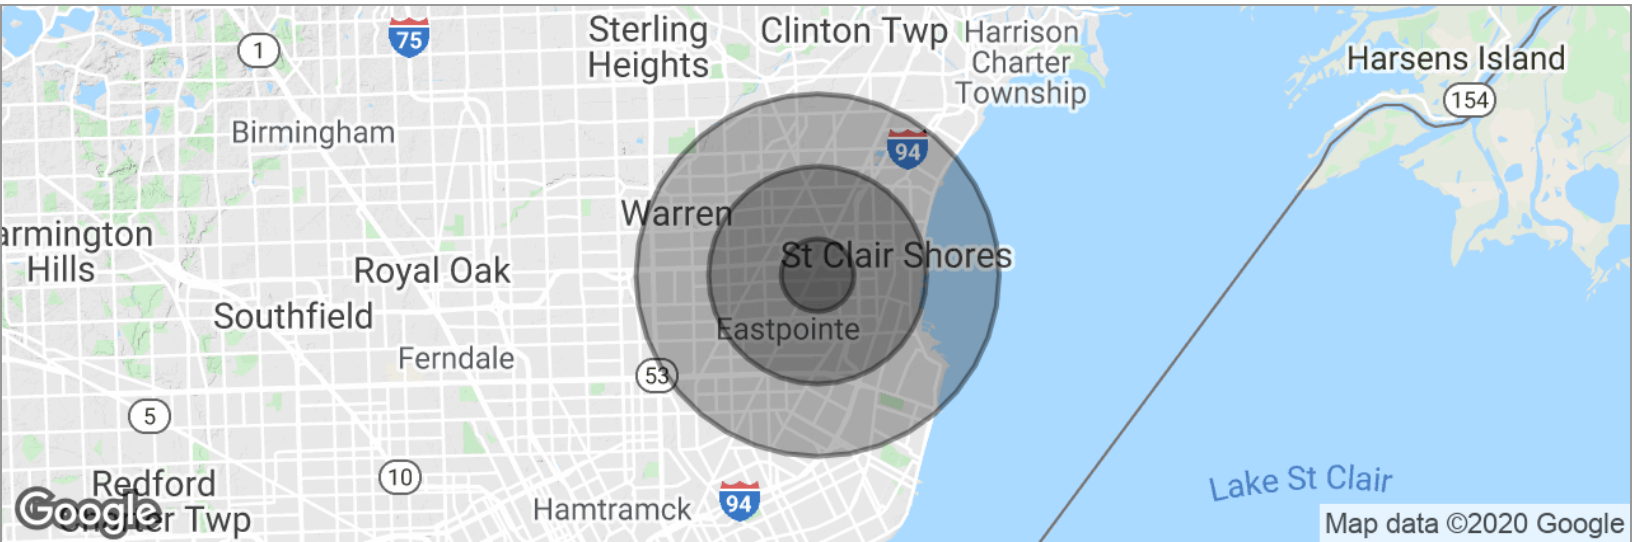 Sterling
Heights
Clinton Twp
Harrison
Charter
Township
Harsens Island
75
1
154
Birmingham
94
Warren
armington
Hills
St Clair Shores
Royal Oak
Southfield
Eastpointe
Ferndale
53
5
10
Redford
Charter Twp
Google
Hamtramck
94
Lake St Clair
Map data ©2020 Google